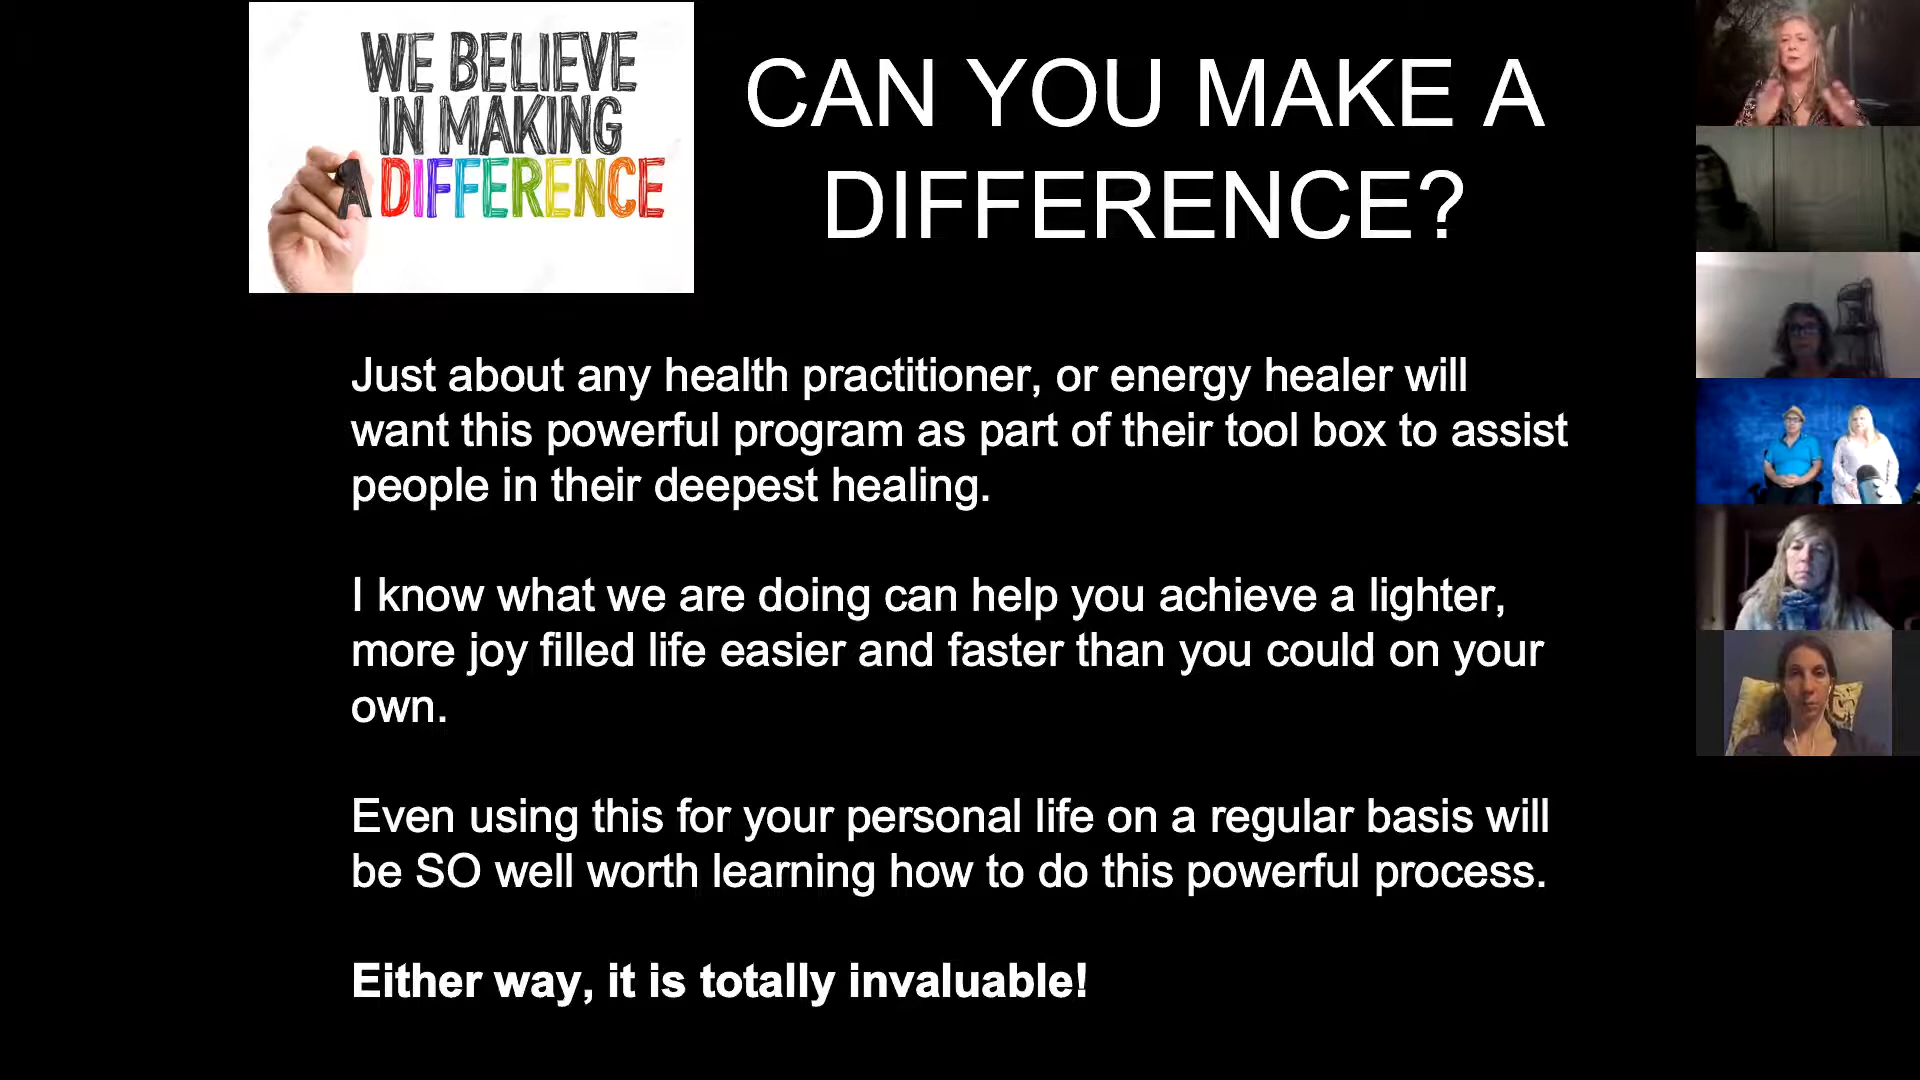 WE BELIEVE
IN MAKING
A DIFFERENCE
CAN YOU MAKE A
DIFFERENCE?
Just about any health practitioner, or energy healer will
want this powerful program as part of their tool box to assist
people in their deepest healing.
I know what we are doing can help you achieve a lighter,
more joy filled life easier and faster than you could on your
own.
Even using this for your personal life on a regular basis will
be SO well worth learning how to do this powerful process.
Either way, it is totally invaluable!